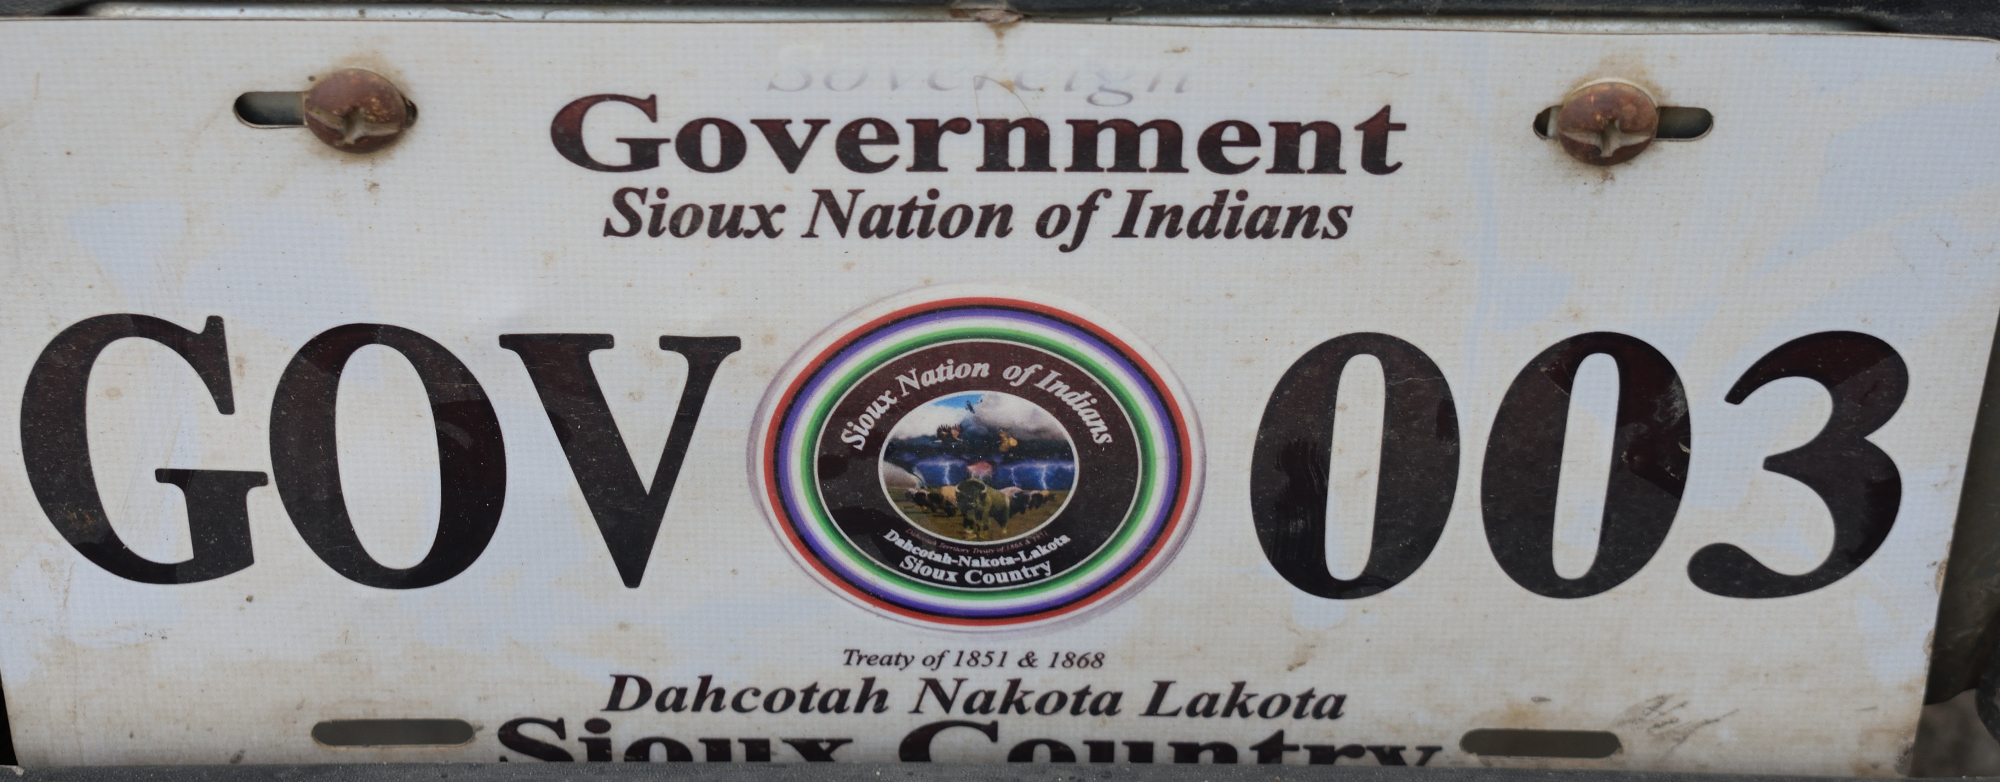 Sovereign
Government
Sioux Nation of Indians
GOV 003
Sioux Nation of Indians
Dahcotah-Nakota-Lakota
Sioux Country
Treaty of 1851 & 1868
Dahcotah Nakota Lakota
Sioux Country